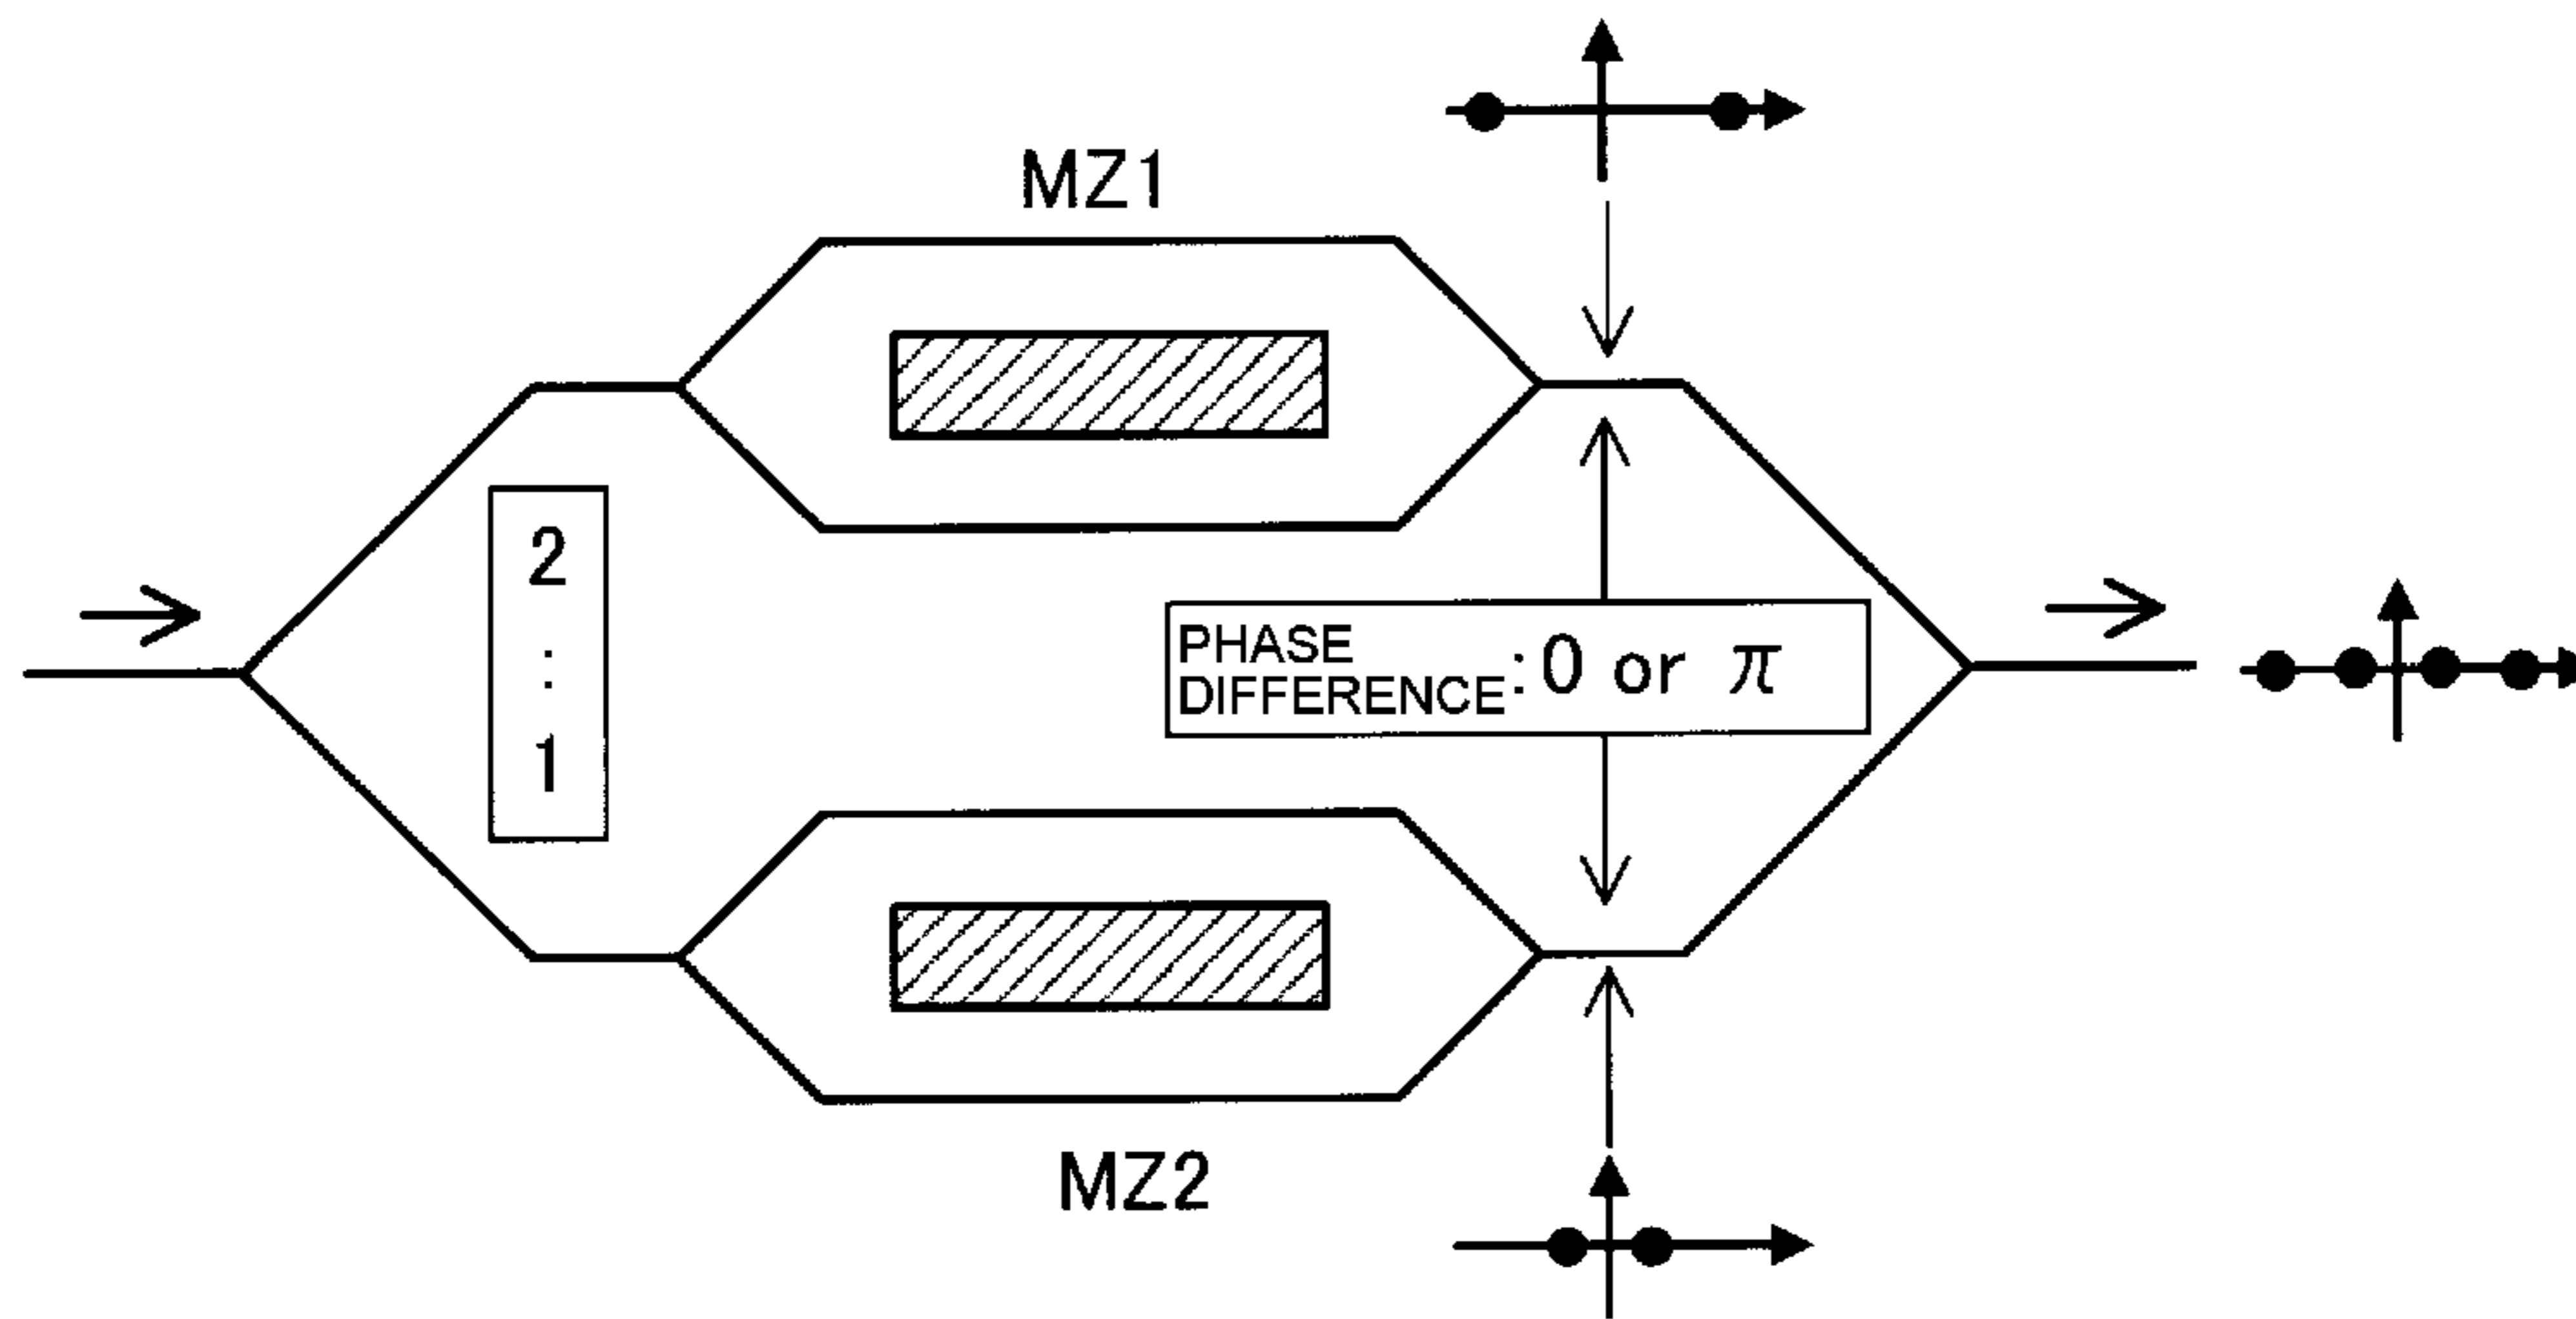 MZ1
2
:
1
PHASE
DIFFERENCE:0 or π
MZ2